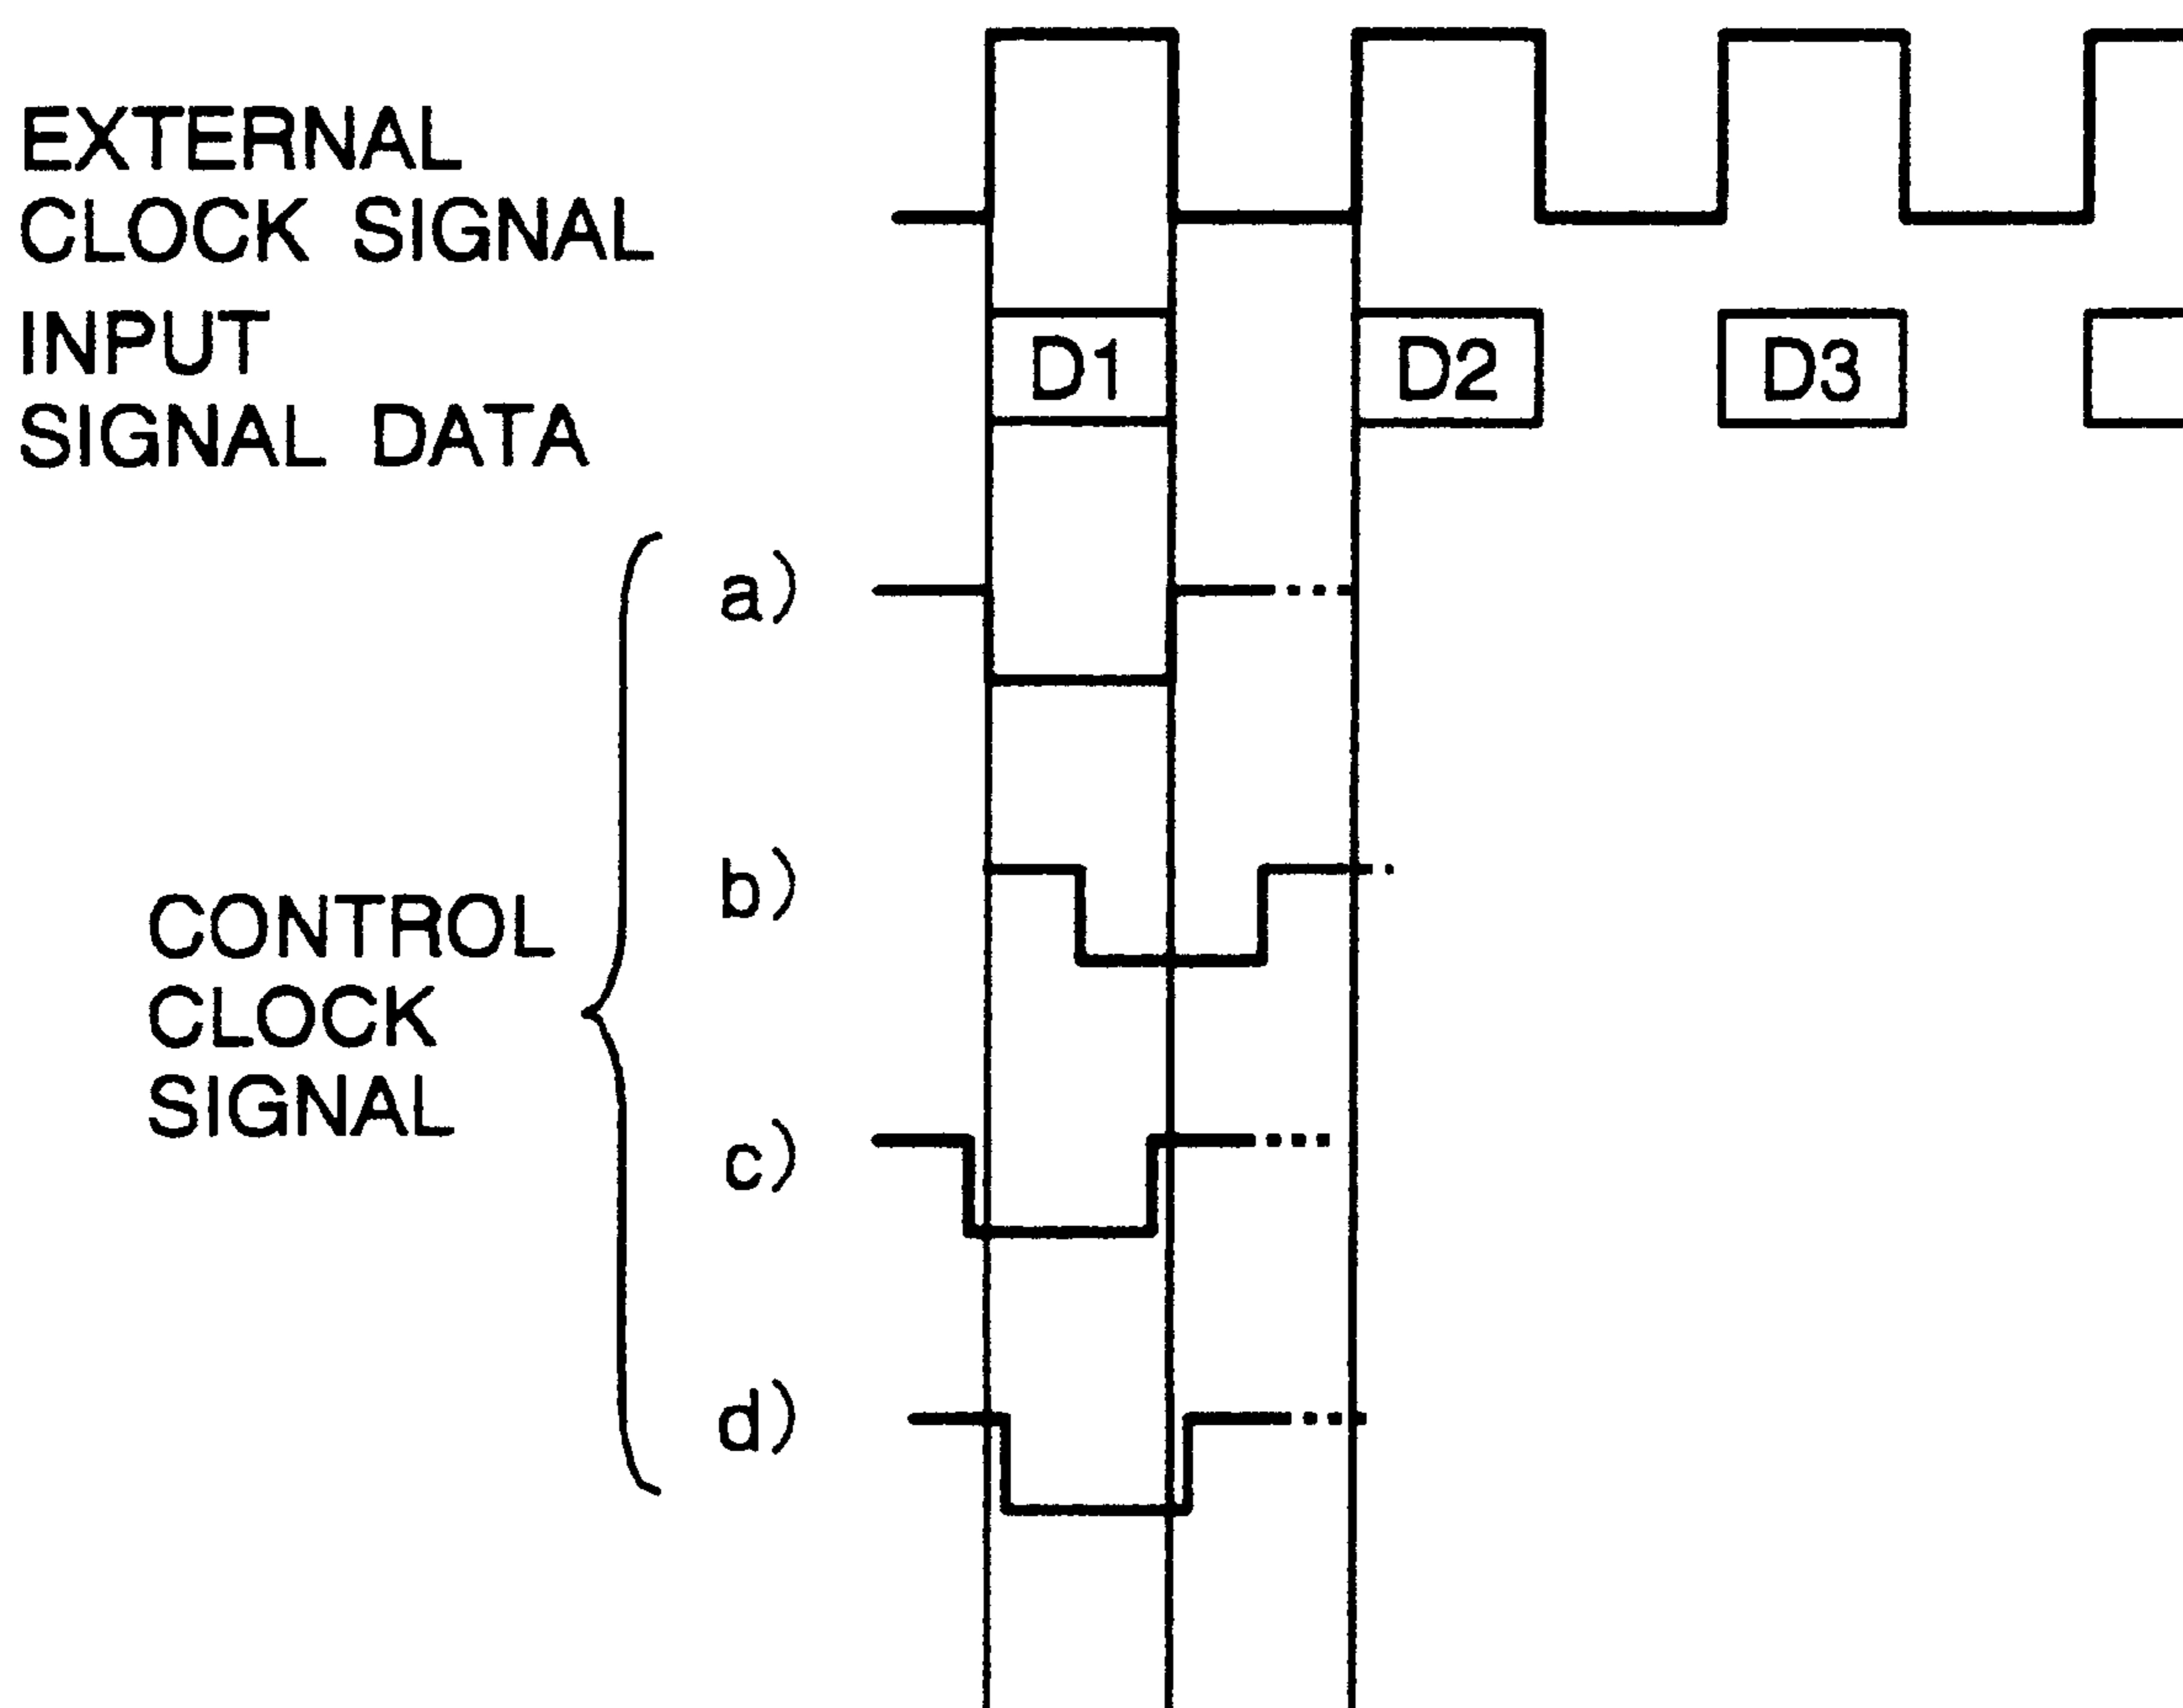 EXTERNAL
CLOCK SIGNAL
INPUT
SIGNAL DATA
D1 D2 D3
a)
b)
CONTROL
CLOCK
SIGNAL
c)
d)